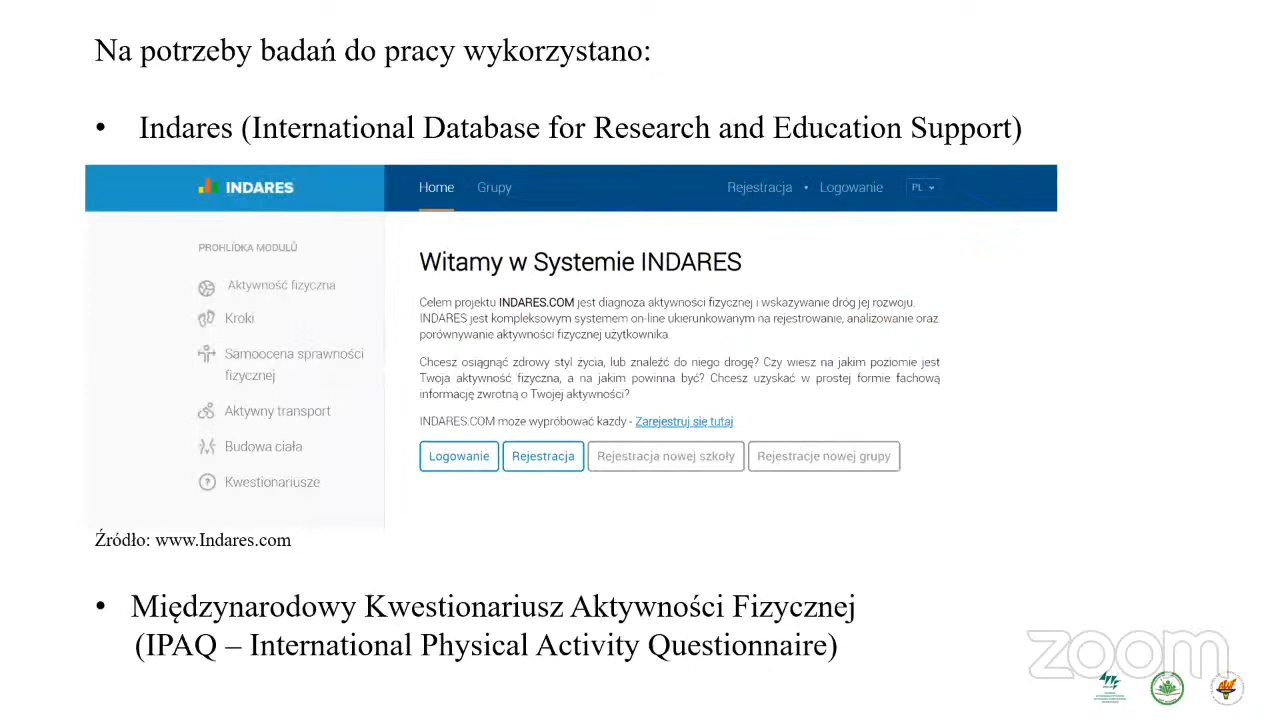 Na potrzeby badań do pracy wykorzystano:
• Indares (International Database for Research and Education Support)
INDARES
Home Grupy Rejestracja • Logowanie PL
PROHLÍDKA MODULŮ
Aktywność fizyczna
Kroki
Samoocena sprawności
fizycznej
Aktywny transport
Budowa ciała
Kwestionariusze
Witamy w Systemie INDARES
Celem projektu INDARES.COM jest diagnoza aktywności fizycznej i wskazywanie dróg jej rozwoju.
INDARES jest kompleksowym systemem on-line ukierunkowanym na rejestrowanie, analizowanie oraz
porównywanie aktywności fizycznej użytkownika.
Chcesz osiągnąć zdrowy styl życia, lub znaleźć do niego drogę? Czy wiesz na jakim poziomie jest
Twoja aktywność fizyczna, a na jakim powinna być? Chcesz uzyskać w prostej formie fachową
informację zwrotną o Twojej aktywności?
INDARES.COM może wypróbować każdy - Zarejestruj się tutaj
Logowanie Rejestracja Rejestracja nowej szkoły Rejestracje nowej grupy
Źródło: www.Indares.com
• Międzynarodowy Kwestionariusz Aktywności Fizycznej
(IPAQ – International Physical Activity Questionnaire)
zoom